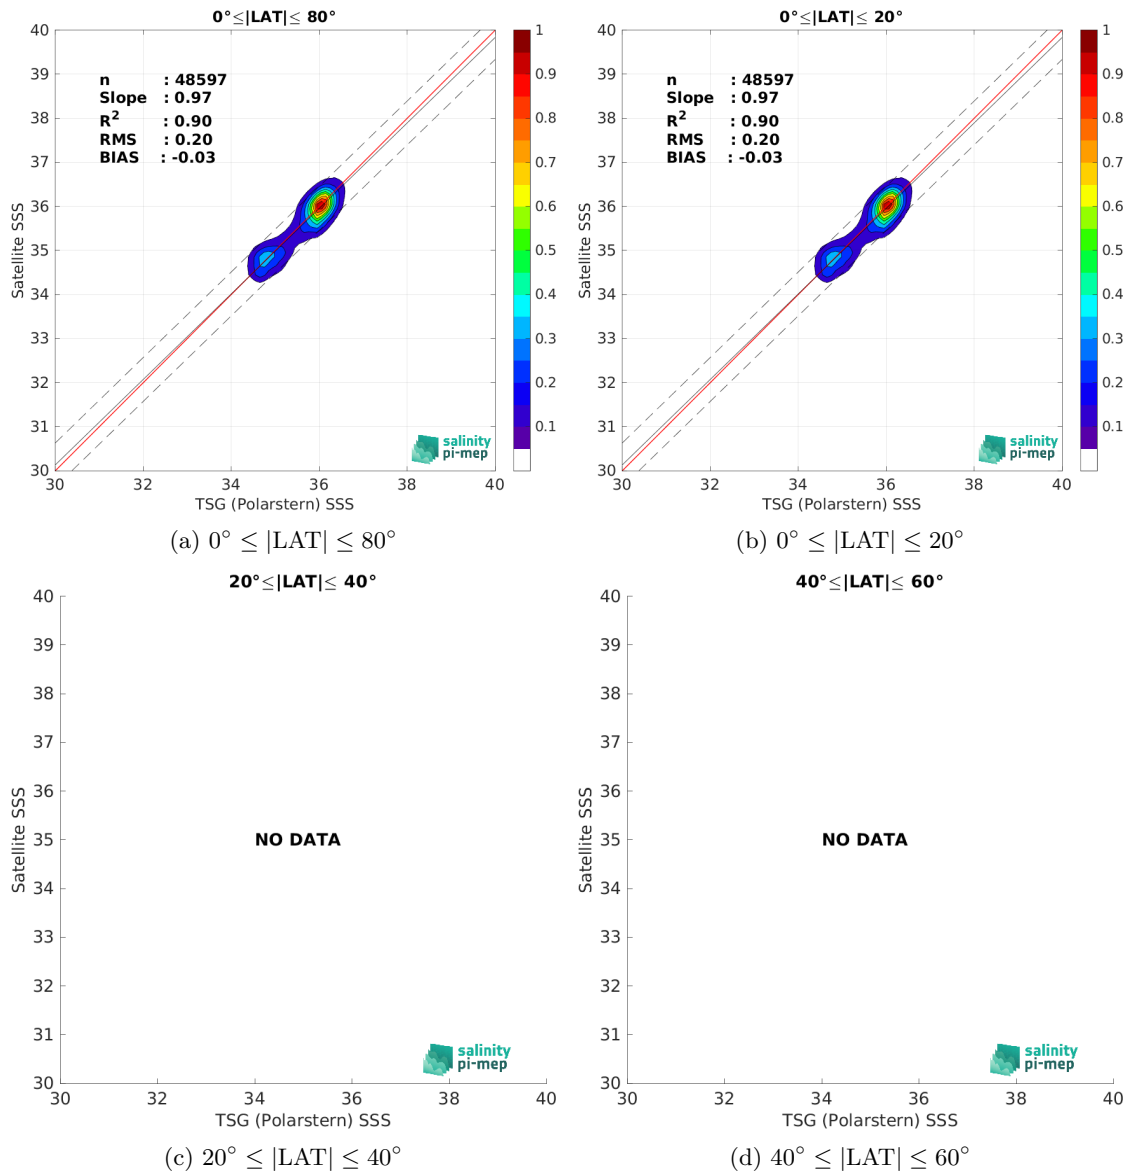 0°≤|LAT|≤ 80°
n : 48597
Slope : 0.97
R² : 0.90
RMS : 0.20
BIAS : -0.03
40
39
38
37
36
35
34
33
32
31
30
Satellite SSS
30 32 34 36 38 40
TSG (Polarstern) SSS
1
0.9
0.8
0.7
0.6
0.5
0.4
0.3
0.2
0.1
salinity
pi-mep
(a) 0° ≤ |LAT| ≤ 80°
0°≤|LAT|≤ 20°
n : 48597
Slope : 0.97
R² : 0.90
RMS : 0.20
BIAS : -0.03
40
39
38
37
36
35
34
33
32
31
30
Satellite SSS
30 32 34 36 38 40
TSG (Polarstern) SSS
1
0.9
0.8
0.7
0.6
0.5
0.4
0.3
0.2
0.1
salinity
pi-mep
(b) 0° ≤ |LAT| ≤ 20°
20°≤|LAT|≤ 40°
40
39
38
37
36
35
34
33
32
31
30
Satellite SSS
NO DATA
salinity
pi-mep
30 32 34 36 38 40
TSG (Polarstern) SSS
(c) 20° ≤ |LAT| ≤ 40°
40°≤|LAT|≤ 60°
40
39
38
37
36
35
34
33
32
31
30
Satellite SSS
NO DATA
salinity
pi-mep
30 32 34 36 38 40
TSG (Polarstern) SSS
(d) 40° ≤ |LAT| ≤ 60°